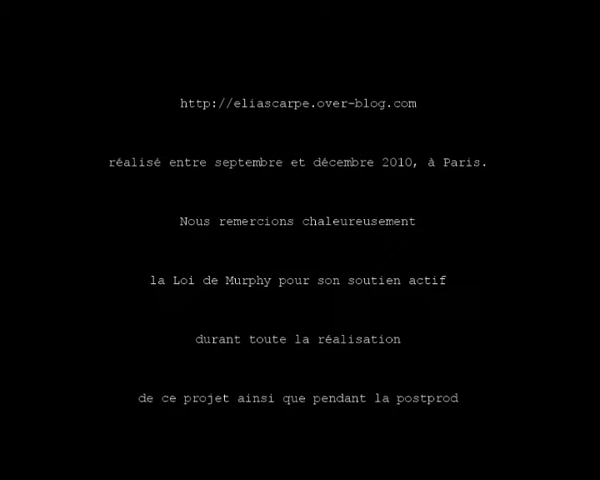 http://eliascarpe.over-blog.com
réalisé entre septembre et décembre 2010, à Paris.
Nous remercions chaleureusement
la Loi de Murphy pour son soutien actif
durant toute la réalisation
de ce projet ainsi que pendant la postprod